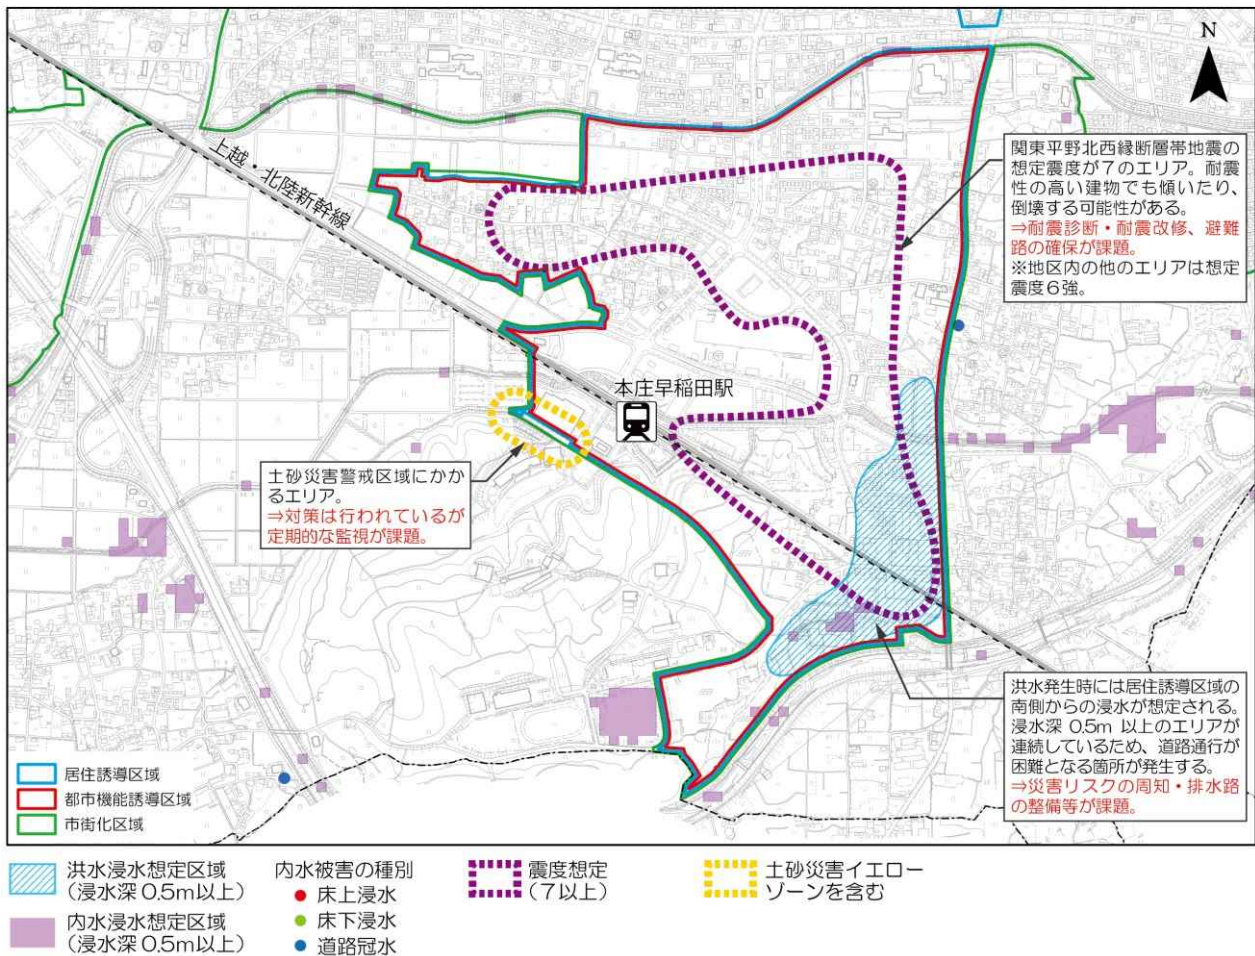 N
上越・北陸新幹線
関東平野北西縁断層帯地震の
想定震度が7のエリア。耐震
性の高い建物でも傾いたり、
倒壊する可能性がある。
⇒耐震診断・耐震改修、避難
路の確保が課題。
※地区内の他のエリアは想定
震度6強。
本庄早稲田駅
土砂災害警戒区域にかか
るエリア。
⇒対策は行われているが
定期的な監視が課題。
洪水発生時には居住誘導区域の
南側からの浸水が想定される。
浸水深 0.5m 以上のエリアが
連続しているため、道路通行が
困難となる箇所が発生する。
⇒災害リスクの周知・排水路
の整備等が課題。
居住誘導区域
都市機能誘導区域
市街化区域
洪水浸水想定区域
(浸水深 0.5m以上)
内水浸水想定区域
(浸水深 0.5m以上)
内水被害の種別
床上浸水
床下浸水
道路冠水
震度想定
(7以上)
土砂災害イエロー
ゾーンを含む